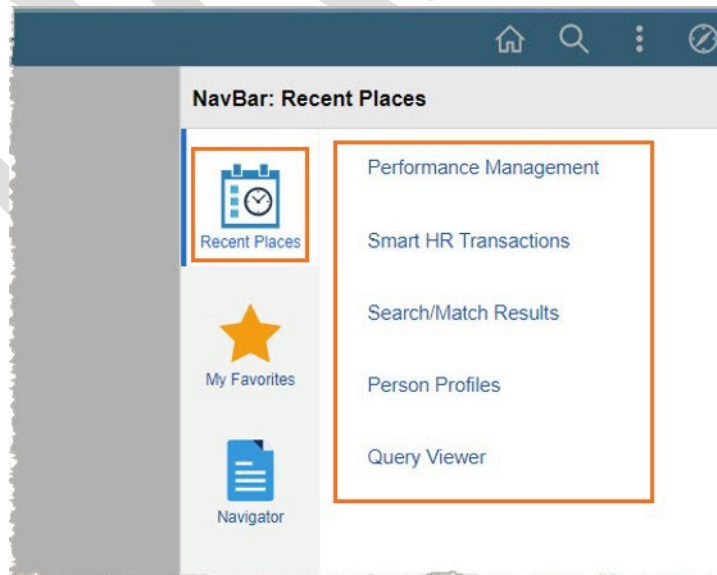 NavBar: Recent Places
Recent Places
My Favorites
Navigator
Performance Management
Smart HR Transactions
Search/Match Results
Person Profiles
Query Viewer